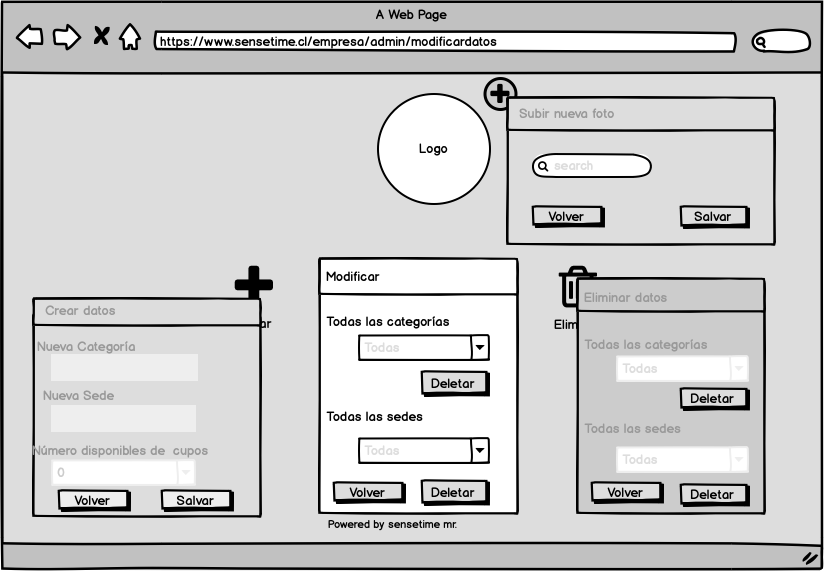 A Web Page
https://www.sensetime.cl/empresa/admin/modificardatos
Logo
Subir nueva foto
search
Volver
Salvar
ar
Crear datos
Nueva Categoría
Nueva Sede
Número disponibles de cupos
0
Volver
Salvar
Modificar
Todas las categorías
Todas
Deletar
Todas las sedes
Todas
Volver
Deletar
Powered by sensetime mr.
Elim
Eliminar datos
Todas las categorías
Todas
Deletar
Todas las sedes
Todas
Volver
Deletar